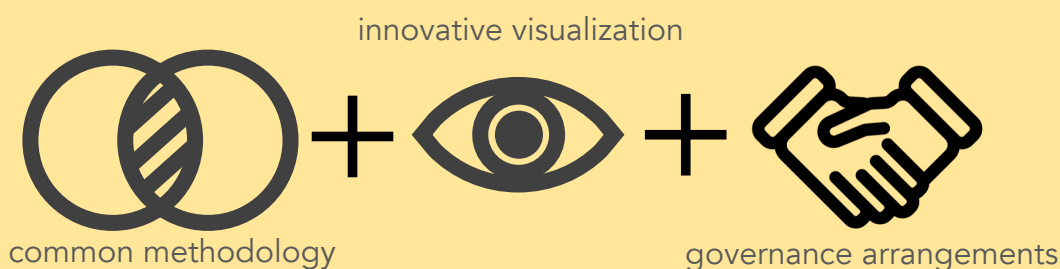 innovative visualization
common methodology
governance arrangements